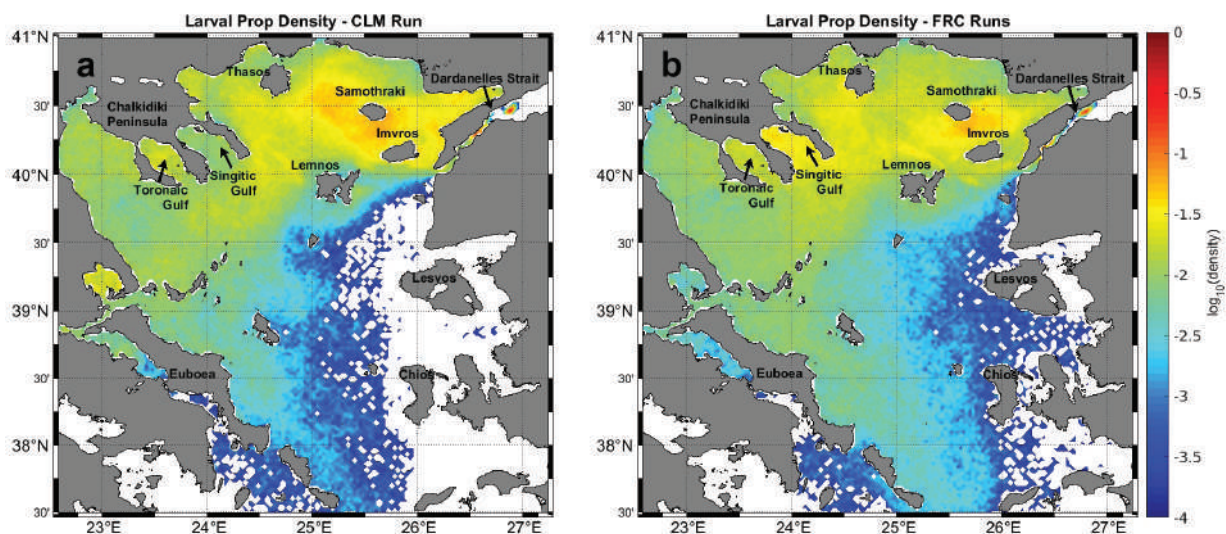 Larval Prop Density - CLM Run
41°N
30'
40°N
30'
39°N
30'
38°N
30'
23°E
24°E
25°E
26°E
27°E
a
Thasos
Dardanelles Strait
Samothraki
Chalkidiki
Peninsula
Imvros
Lemnos
Singitic
Gulf
Toronaic
Gulf
Lesvos
Euboea
Chios
Larval Prop Density - FRC Runs
41°N
30'
40°N
30'
39°N
30'
38°N
30'
23°E
24°E
25°E
26°E
27°E
b
Thasos
Dardanelles Strait
Samothraki
Chalkidiki
Peninsula
Imvros
Lemnos
Singitic
Gulf
Toronaic
Gulf
Lesvos
Euboea
Chios
0
-0.5
-1
-1.5
-2
-2.5
-3
-3.5
-4
log10(density)